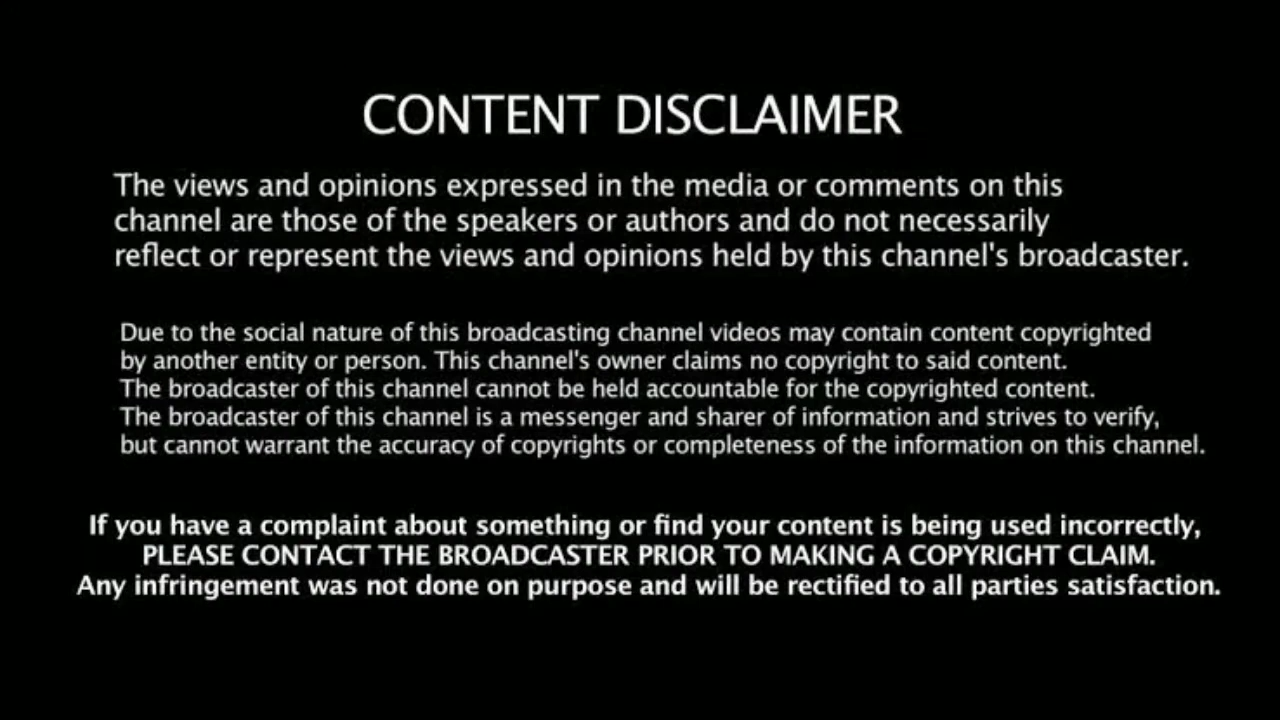 CONTENT DISCLAIMER
The views and opinions expressed in the media or comments on this
channel are those of the speakers or authors and do not necessarily
reflect or represent the views and opinions held by this channel's broadcaster.
Due to the social nature of this broadcasting channel videos may contain content copyrighted
by another entity or person. This channel's owner claims no copyright to said content.
The broadcaster of this channel cannot be held accountable for the copyrighted content.
The broadcaster of this channel is a messenger and sharer of information and strives to verify,
but cannot warrant the accuracy of copyrights or completeness of the information on this channel.
If you have a complaint about something or find your content is being used incorrectly,
PLEASE CONTACT THE BROADCASTER PRIOR TO MAKING A COPYRIGHT CLAIM.
Any infringement was not done on purpose and will be rectified to all parties satisfaction.